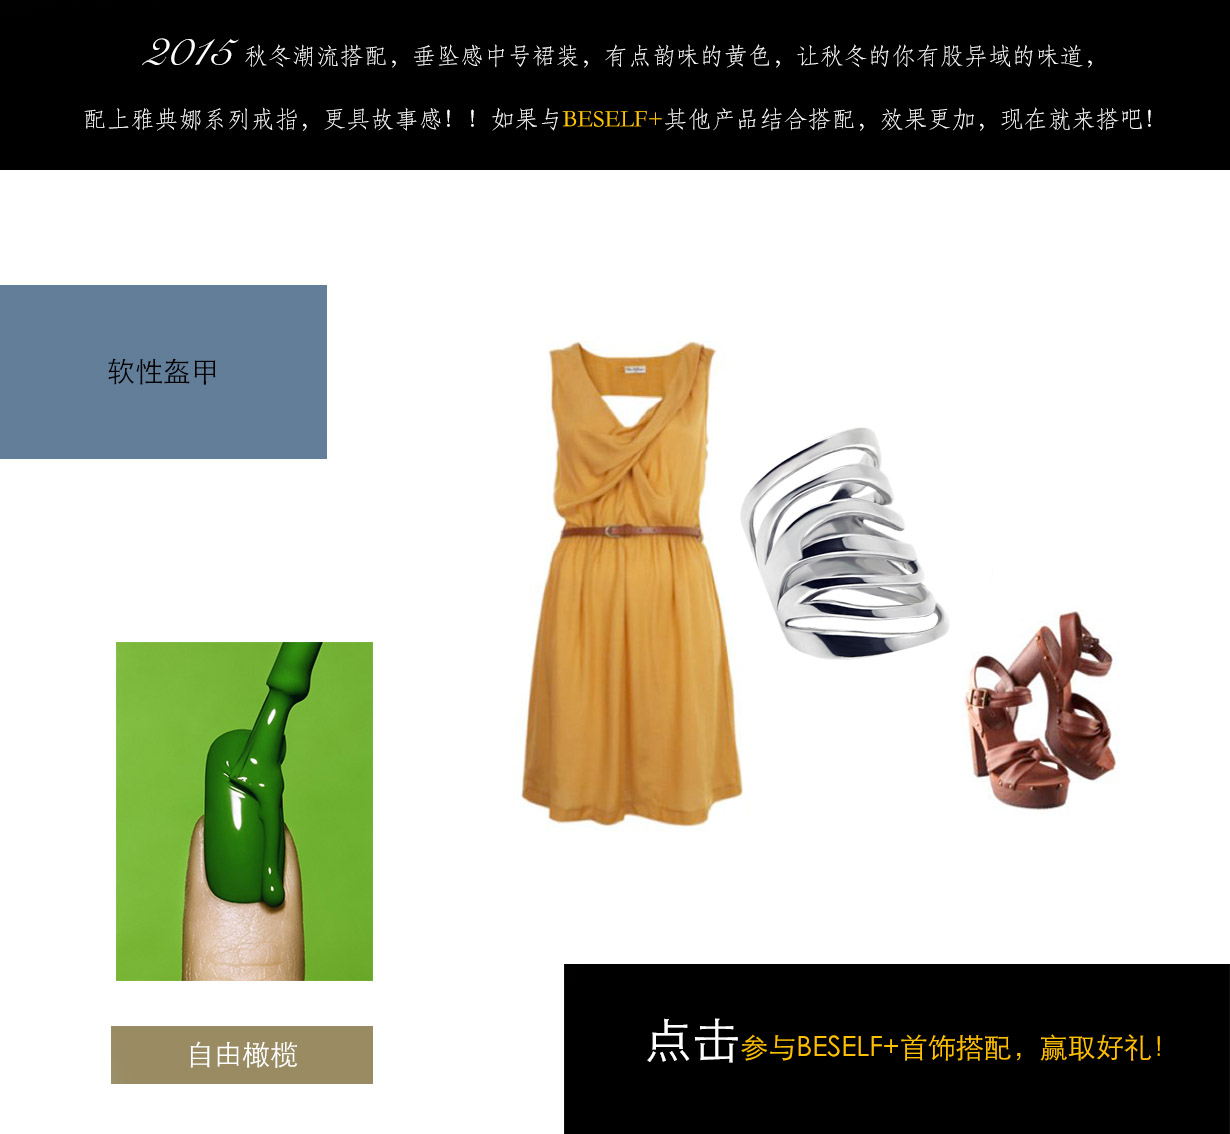 2015 秋冬潮流搭配，垂坠感中号裙装，有点韵味的黄色，让秋冬的你有股异域的味道，
配上雅典娜系列戒指，更具故事感！！如果与BESELF+其他产品结合搭配，效果更加，现在就来搭吧！
软性盔甲
自由橄榄
点击参与BESELF+首饰搭配，赢取好礼！